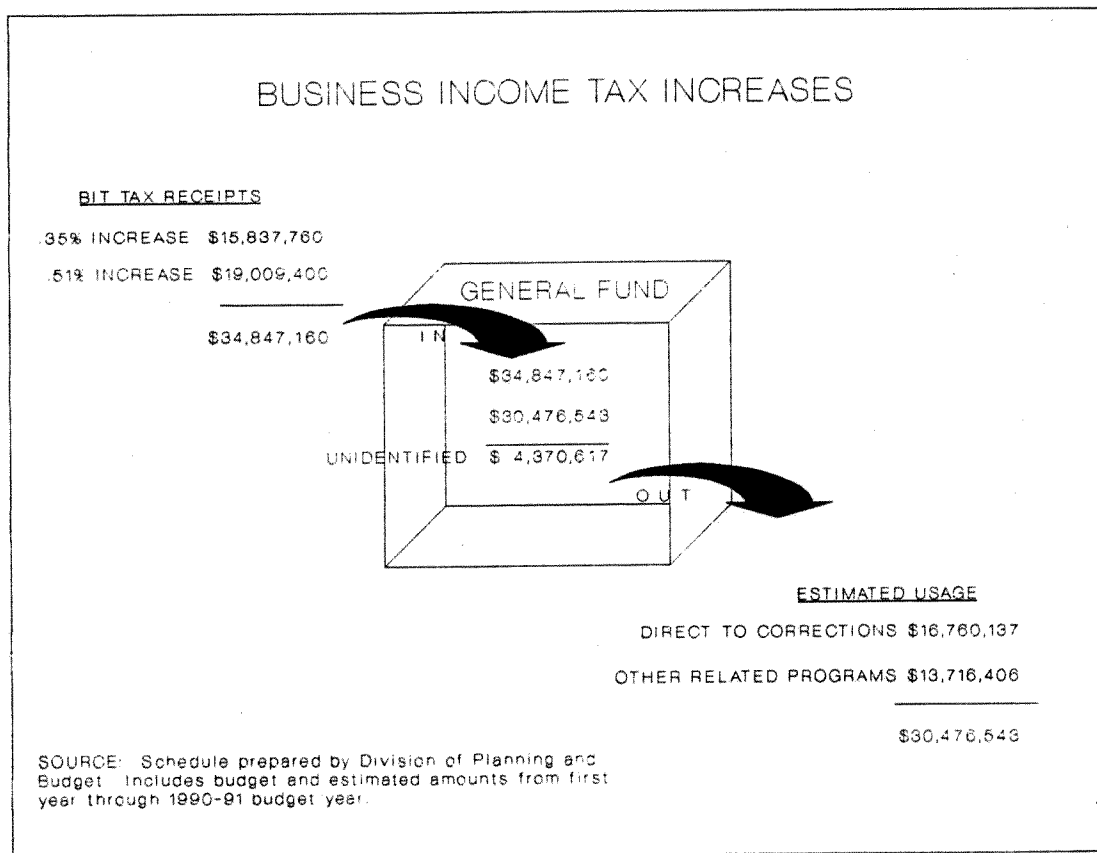 BUSINESS INCOME TAX INCREASES
BIT TAX RECEIPTS
.35% INCREASE $15,837,760
.51% INCREASE $19,009,400
$34,847,160
GENERAL FUND
IN
$34,847,160
$30,476,543
UNIDENTIFIED $ 4,370,617
OUT
ESTIMATED USAGE
DIRECT TO CORRECTIONS $16,760,137
OTHER RELATED PROGRAMS $13,716,406
$30,476,543
SOURCE: Schedule prepared by Division of Planning and
Budget Includes budget and estimated amounts from first
year through 1990-91 budget year.